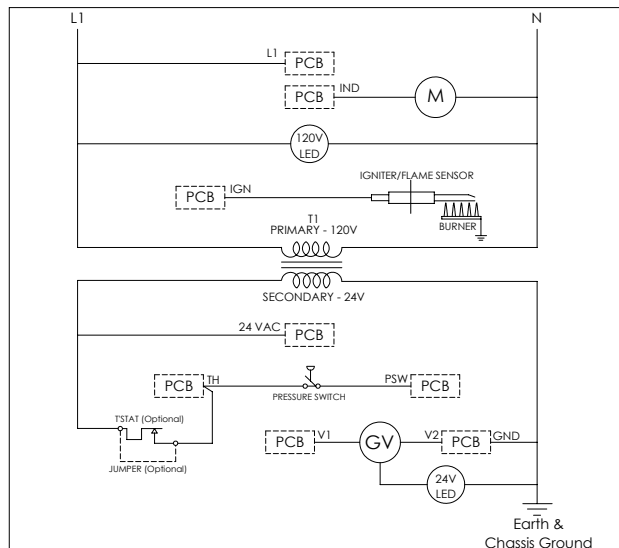 L1
N
L1
PCB
PCB
IND
M
120V
LED
IGNITER/FLAME SENSOR
PCB
IGN
BURNER
T1
PRIMARY - 120V
SECONDARY - 24V
24 VAC
PCB
PCB
TH
PSW
PCB
PRESSURE SWITCH
T'STAT (Optional)
JUMPER (Optional)
PCB
V1
GV
V2
PCB
GND
24V
LED
Earth &
Chassis Ground